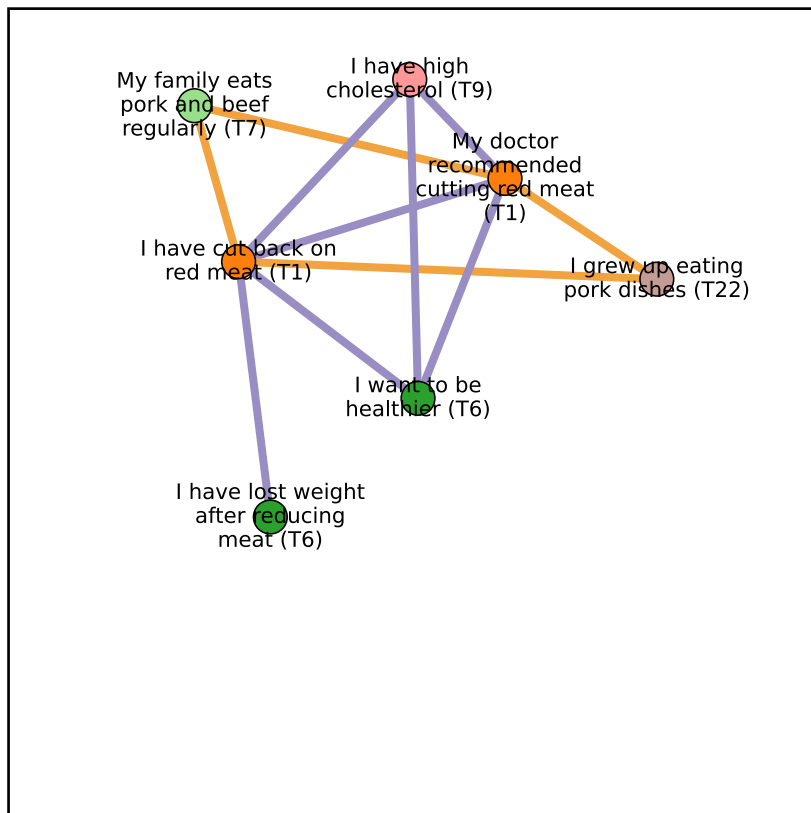 My family eats
pork and beef
regularly (T7)
I have high
cholesterol (T9)
My doctor
recommended
cutting red meat
(T1)
I have cut back on
red meat (T1)
I grew up eating
pork dishes (T22)
I want to be
healthier (T6)
I have lost weight
after reducing
meat (T6)